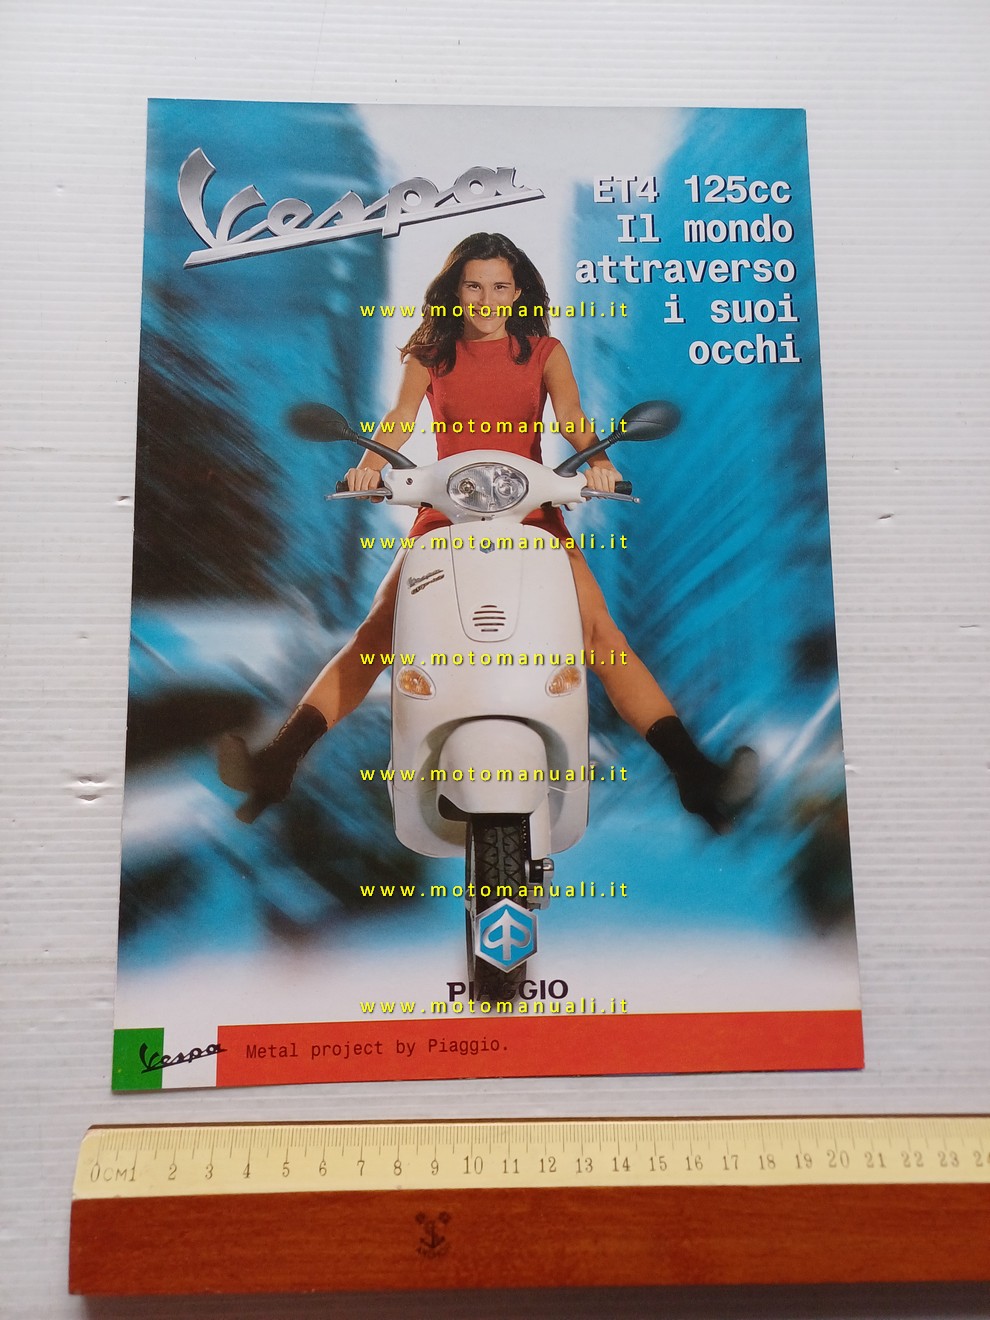 Vespa
ET4 125cc
Il mondo
attraverso
i suoi
occhi
www.motomanuali.it
www.motomanuali.it
www.motomanuali.it
Vespa
www.motomanuali.it
www.motomanuali.it
www.motomanuali.it
PIAGGIO
www.motomanuali.it
Vespa
Metal project by Piaggio.
0CM1 2 3 4 5 6 7 8 9 10 11 12 13 14 15 16 17 18 19 20 21 22 23 24